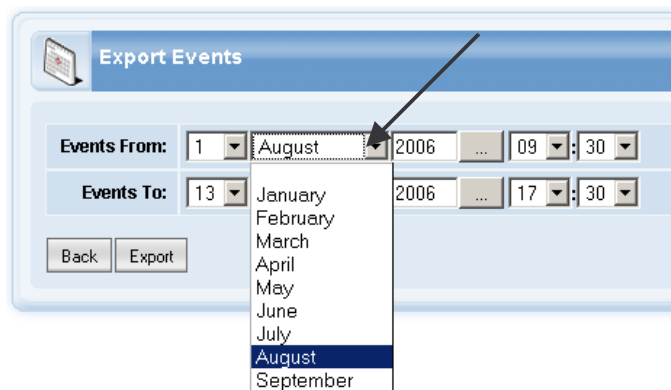 Export Events
Events From: 1 August 2006 ... 09 : 30
Events To: 13 2006 ... 17 : 30
January
February
March
April
May
June
July
August
September
Back Export